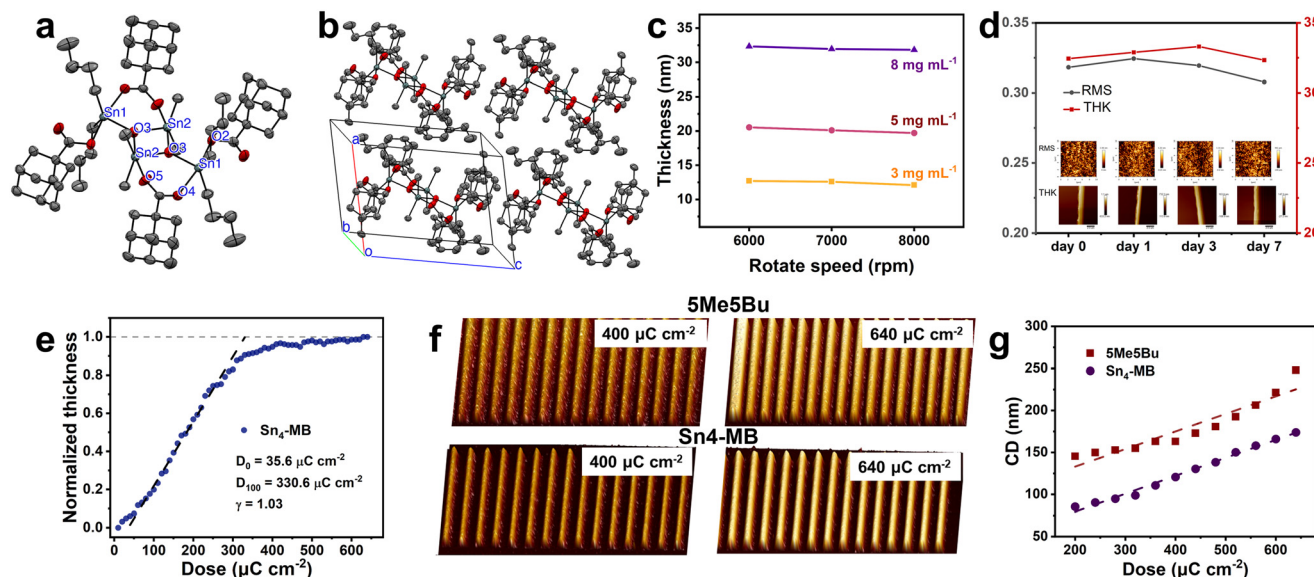 a
Sn1
Sn2
O3
O2
O3
Sn2
Sn1
O5
O4
b
a
b
o
c
c
Thickness (nm)
35
30
25
20
15
10
8 mg mL⁻¹
5 mg mL⁻¹
3 mg mL⁻¹
6000
7000
8000
Rotate speed (rpm)
d
0.35
0.30
0.25
0.20
RMS
THK
RMS
THK
day 0
day 1
day 3
day 7
e
Normalized thickness
1.0
0.8
0.6
0.4
0.2
0.0
Sn₄-MB
D₀ = 35.6 μC cm⁻²
D₁₀₀ = 330.6 μC cm⁻²
γ = 1.03
0
100
200
300
400
500
600
Dose (μC cm⁻²)
f
5Me5Bu
400 μC cm⁻²
640 μC cm⁻²
Sn4-MB
400 μC cm⁻²
640 μC cm⁻²
g
CD (nm)
300
250
200
150
100
50
5Me5Bu
Sn₄-MB
200
300
400
500
600
Dose (μC cm⁻²)